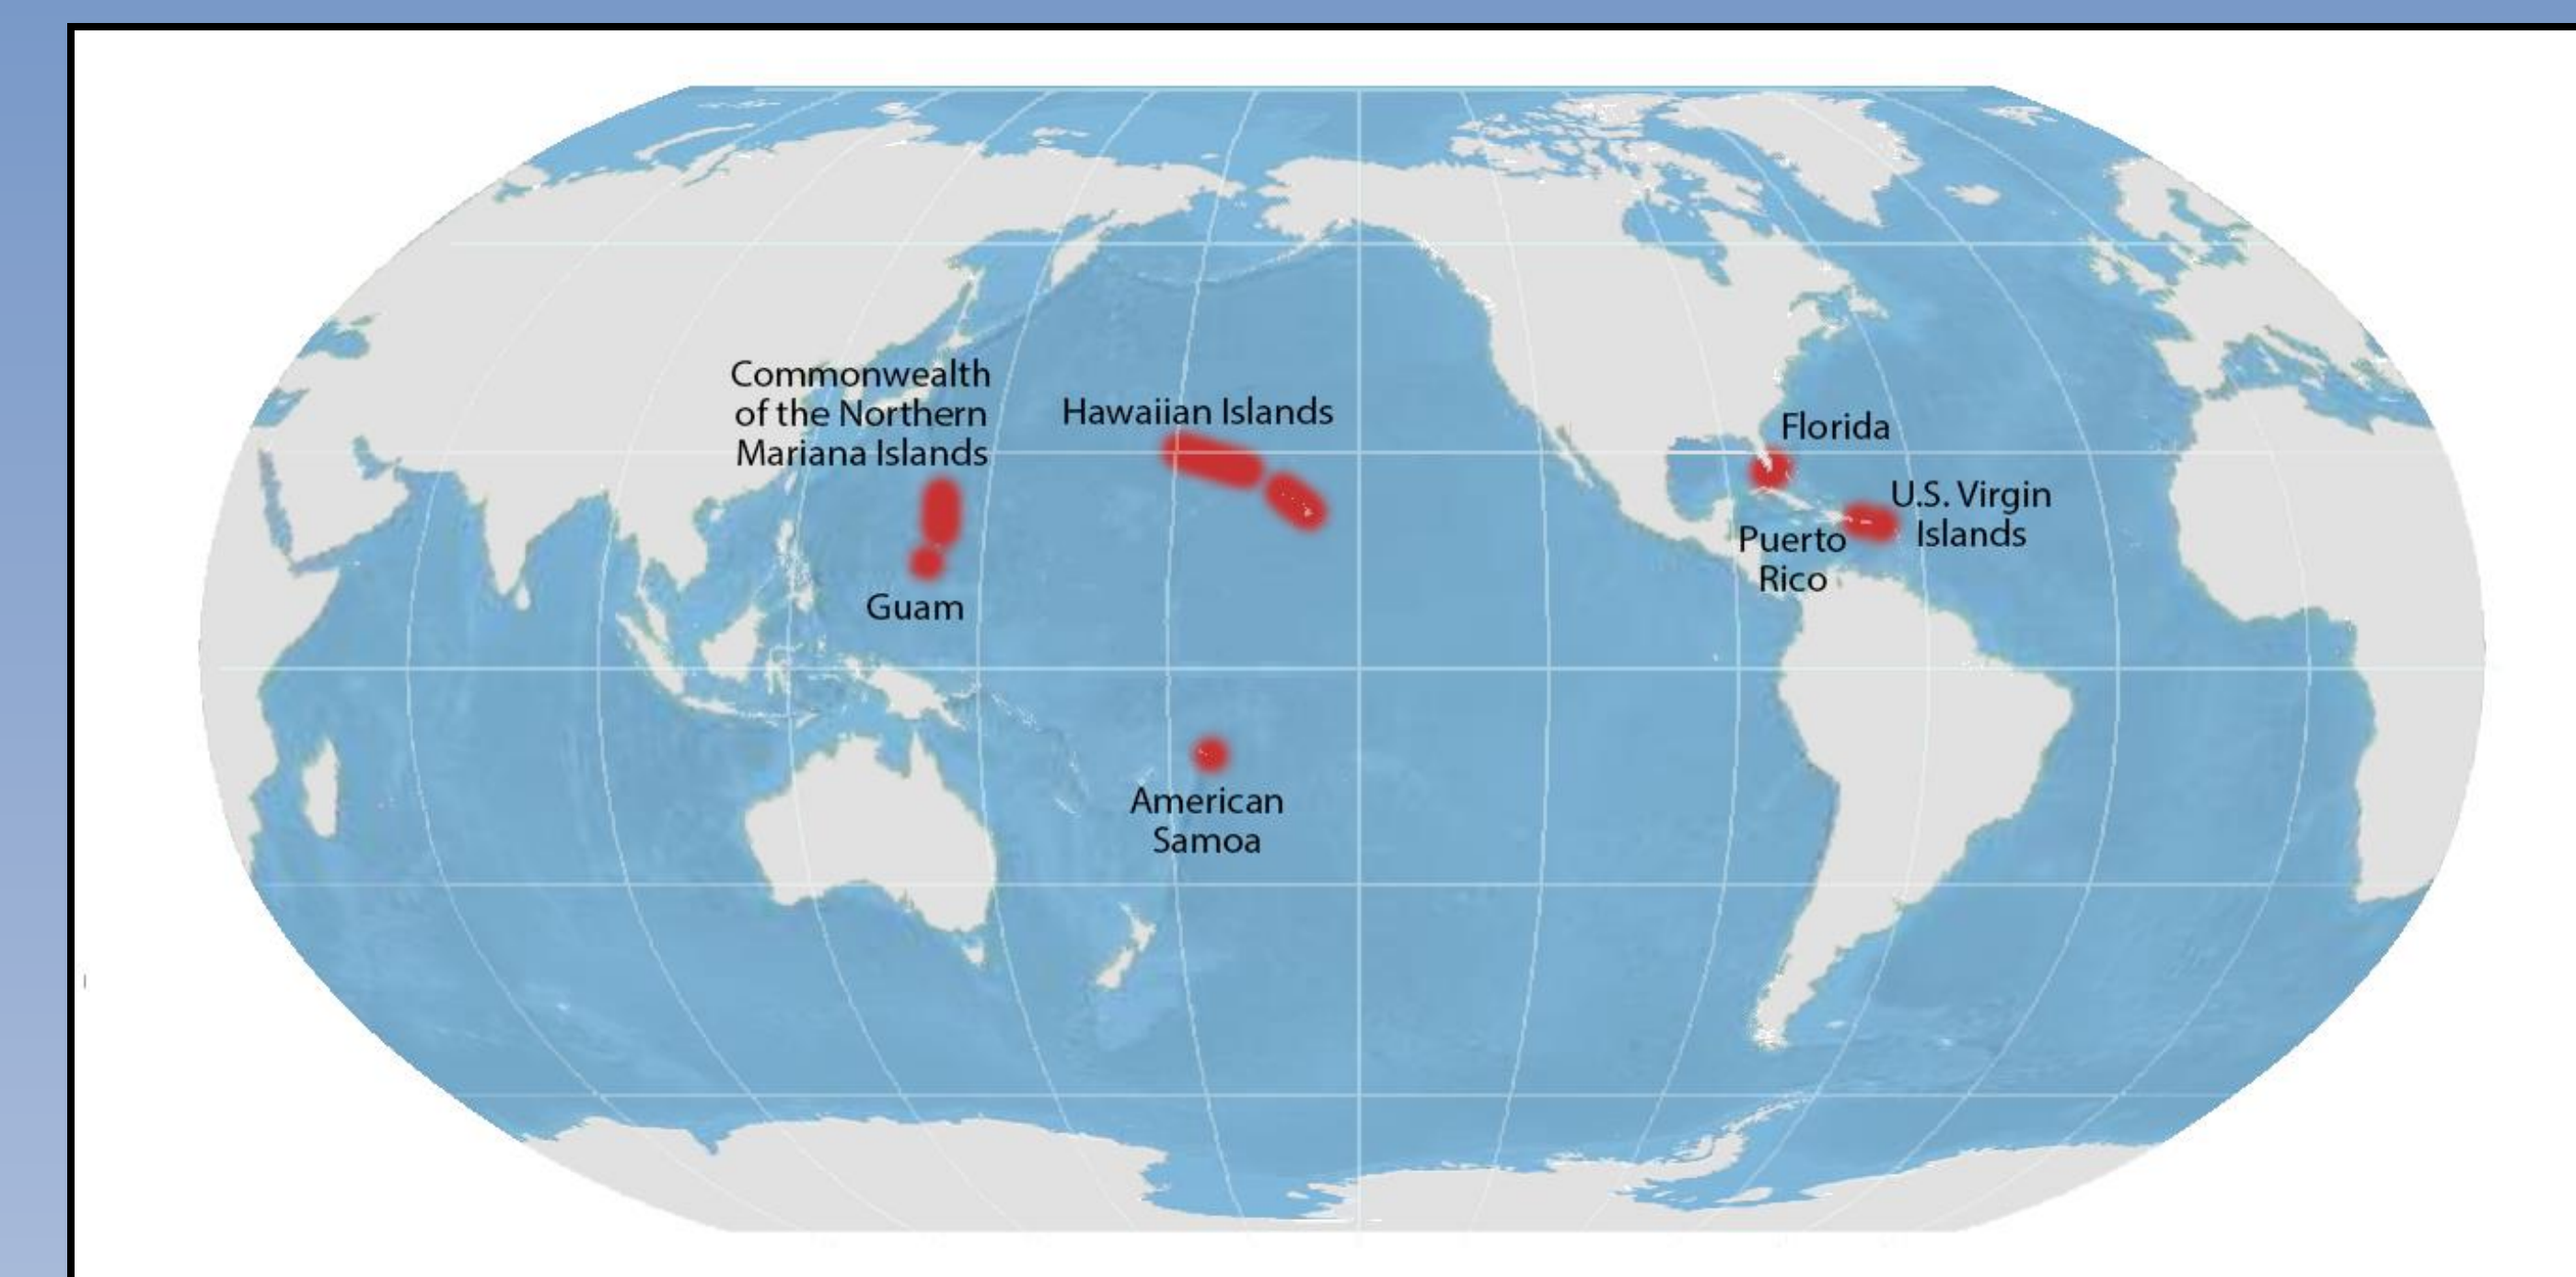 Commonwealth
of the Northern
Mariana Islands
Hawaiian Islands
Florida
U.S. Virgin
Islands
Puerto
Rico
Guam
American
Samoa